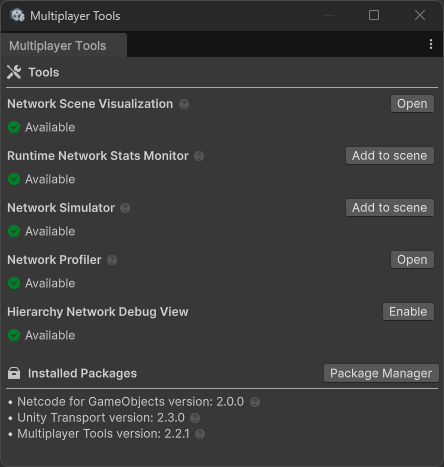 Multiplayer Tools
Multiplayer Tools
Tools
Network Scene Visualization ? Open
Available
Runtime Network Stats Monitor ? Add to scene
Available
Network Simulator ? Add to scene
Available
Network Profiler ? Open
Available
Hierarchy Network Debug View Enable
Available
Installed Packages Package Manager
• Netcode for GameObjects version: 2.0.0 ?
• Unity Transport version: 2.3.0 ?
• Multiplayer Tools version: 2.2.1 ?